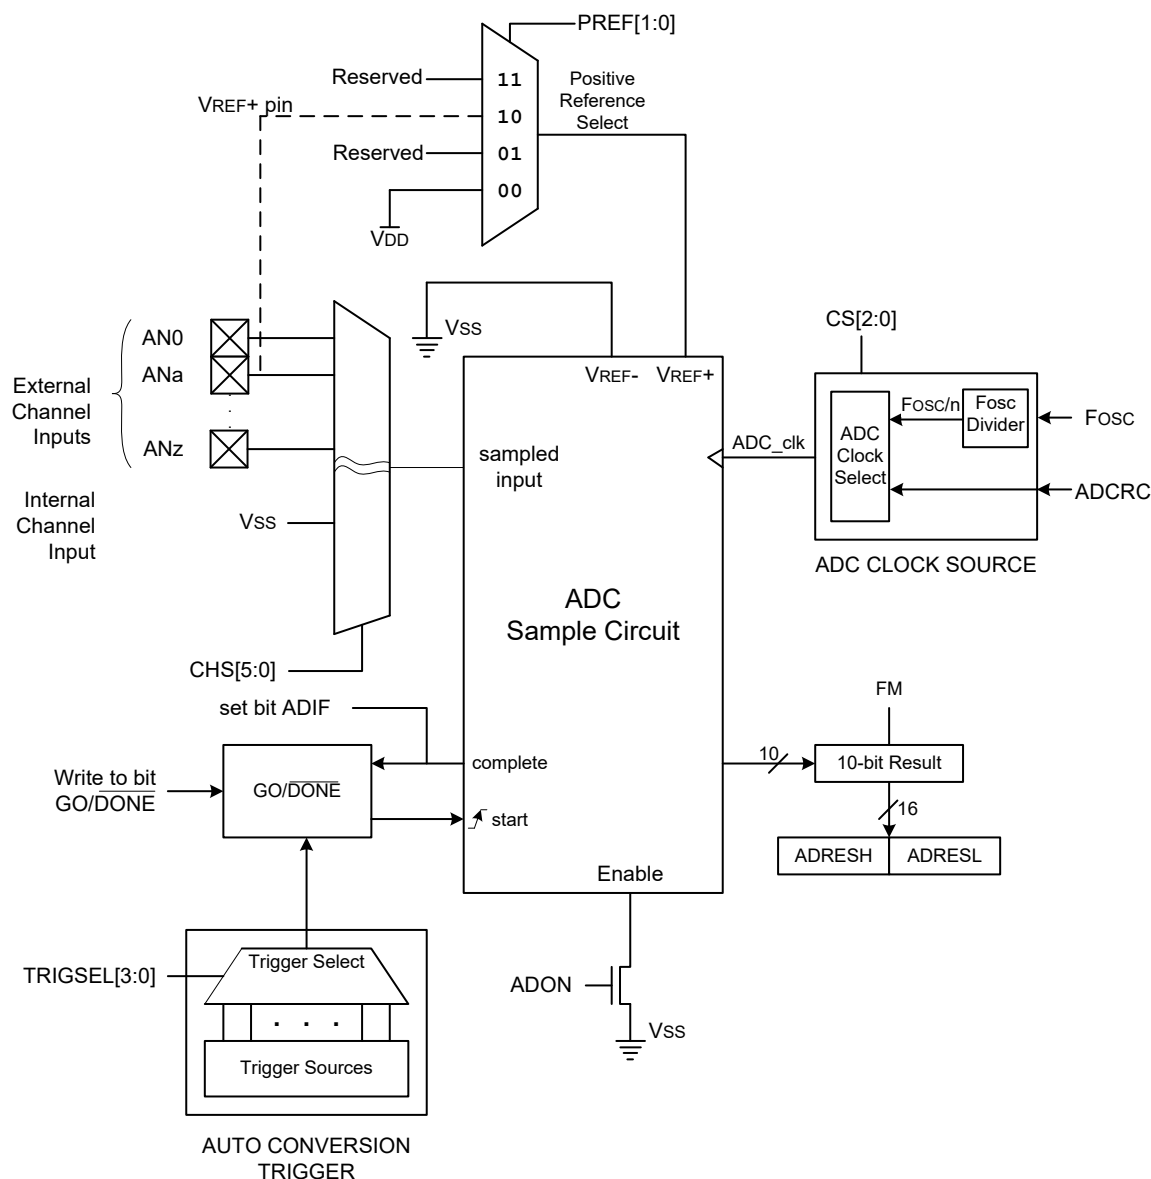 PREF[1:0]
Reserved
11
Positive
Reference
Select
VREF+ pin
10
Reserved
01
00
VDD
VSS
External
Channel
Inputs
AN0
ANa
ANz
Internal
Channel
Input
VSS
CHS[5:0]
VREF-
VREF+
sampled
input
ADC_clk
ADC
Sample Circuit
CS[2:0]
ADC
Clock
Select
FOSC/n
Fosc
Divider
FOSC
ADCRC
ADC CLOCK SOURCE
set bit ADIF
Write to bit
GO/DONE
GO/DONE
complete
start
Enable
FM
10
10-bit Result
16
ADRESH
ADRESL
TRIGSEL[3:0]
Trigger Select
. . .
Trigger Sources
AUTO CONVERSION
TRIGGER
ADON
VSS